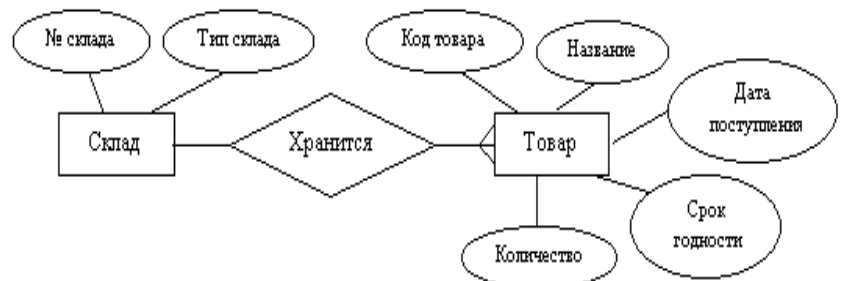 № склада
Тип склада
Код товара
Название
Дата
поступления
Склад
Хранится
Товар
Срок
годности
Количество